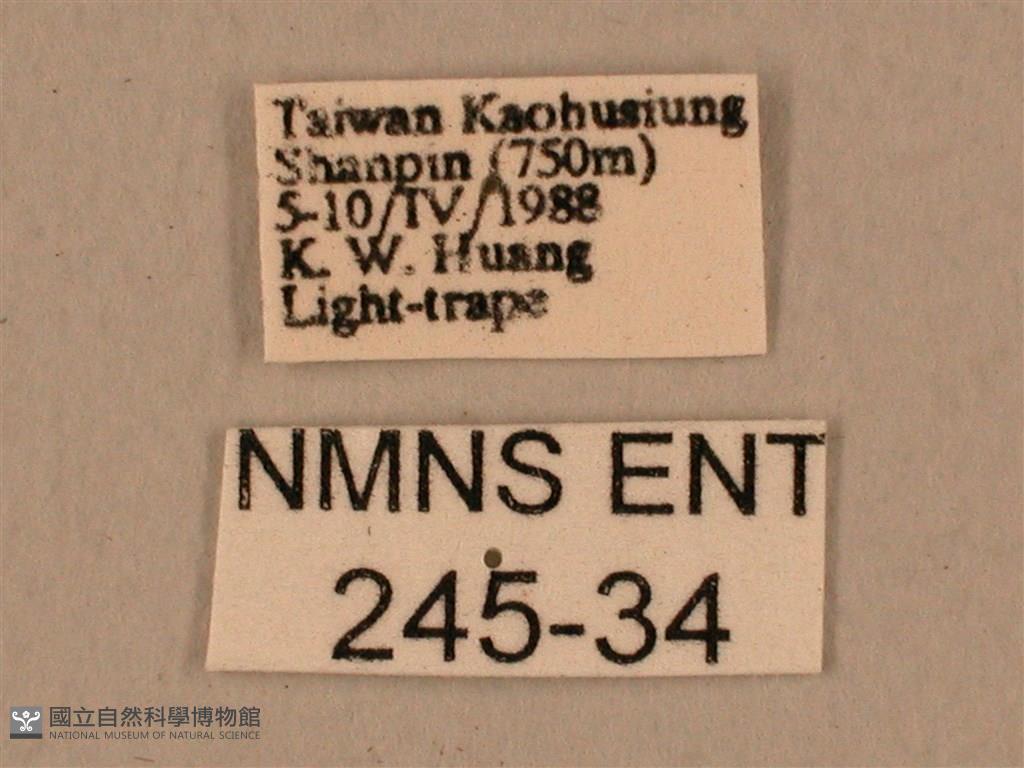 Taiwan Kaohusiung
Shanpin (750m)
5-10/IV/1988
K. W. Huang
Light-trape
NMNS ENT
245-34
國立自然科學博物館
NATIONAL MUSEUM OF NATURAL SCIENCE